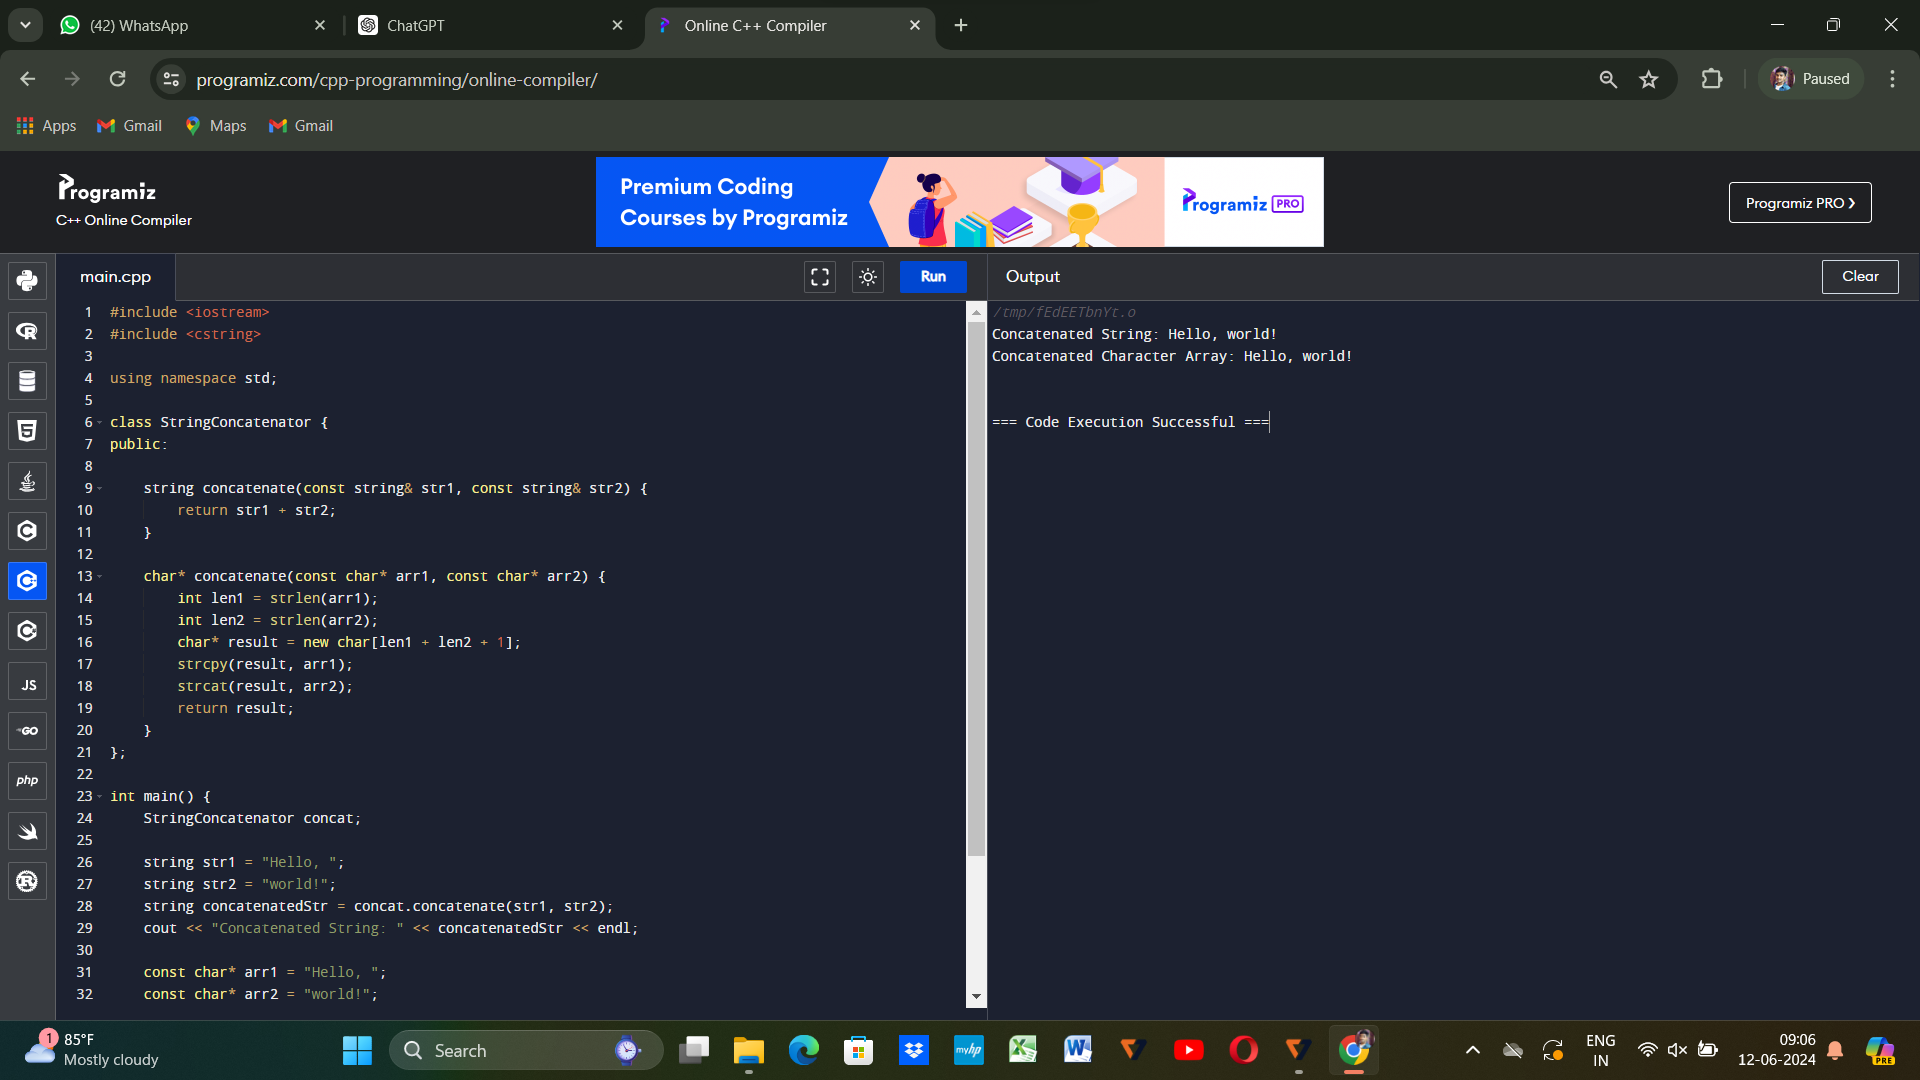 (42) WhatsApp
ChatGPT
Online C++ Compiler
programiz.com/cpp-programming/online-compiler/
Paused
Apps
Gmail
Maps
Gmail
Programiz
C++ Online Compiler
Premium Coding
Courses by Programiz
Programiz PRO
Programiz PRO ❯
main.cpp
Run
Output
Clear
1 #include <iostream>
2 #include <cstring>
3
4 using namespace std;
5
6 class StringConcatenator {
7 public:
8
9     string concatenate(const string& str1, const string& str2) {
10         return str1 + str2;
11     }
12
13     char* concatenate(const char* arr1, const char* arr2) {
14         int len1 = strlen(arr1);
15         int len2 = strlen(arr2);
16         char* result = new char[len1 + len2 + 1];
17         strcpy(result, arr1);
18         strcat(result, arr2);
19         return result;
20     }
21 };
22
23 int main() {
24     StringConcatenator concat;
25
26     string str1 = "Hello, ";
27     string str2 = "world!";
28     string concatenatedStr = concat.concatenate(str1, str2);
29     cout << "Concatenated String: " << concatenatedStr << endl;
30
31     const char* arr1 = "Hello, ";
32     const char* arr2 = "world!";
/tmp/fEdEETbnYt.o
Concatenated String: Hello, world!
Concatenated Character Array: Hello, world!
=== Code Execution Successful ===
JS
GO
php
1
85°F
Mostly cloudy
Search
myhp
ENG
IN
09:06
12-06-2024
PRE